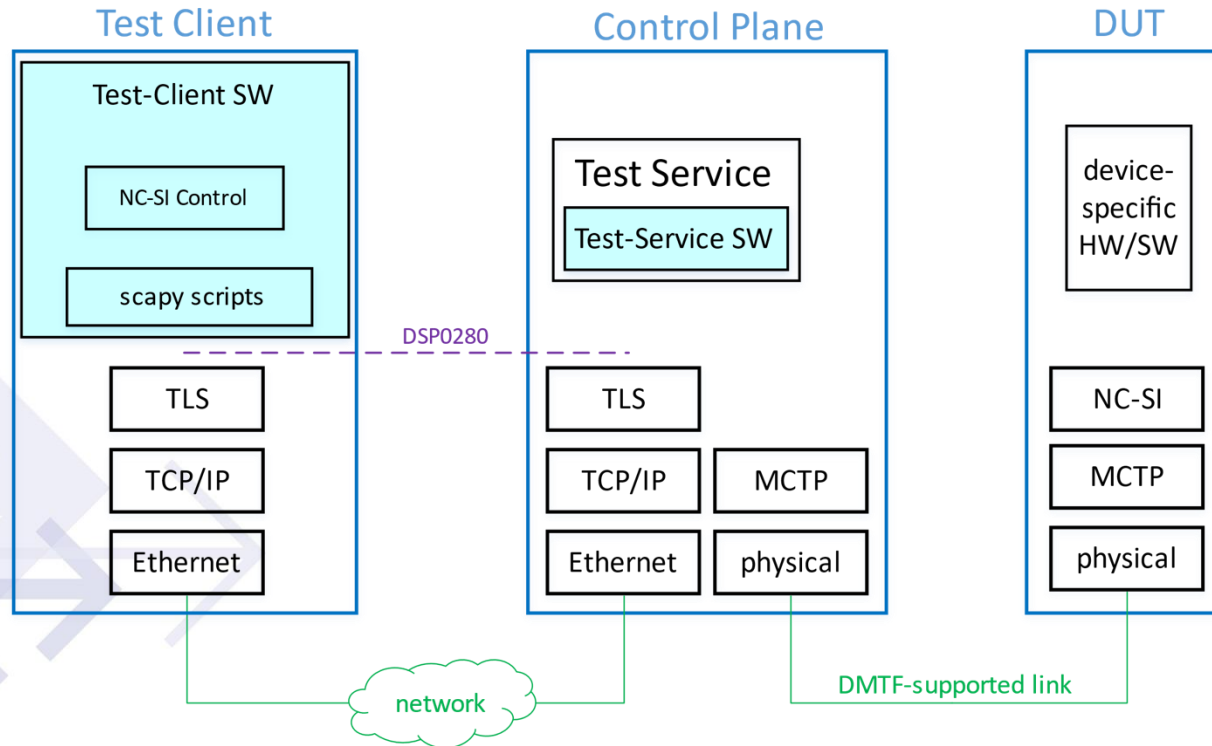 Test Client
Control Plane
DUT
Test-Client SW
NC-SI Control
scapy scripts
Test Service
Test-Service SW
device-
specific
HW/SW
DSP0280
TLS
TLS
NC-SI
TCP/IP
TCP/IP
MCTP
MCTP
Ethernet
Ethernet
physical
physical
network
DMTF-supported link